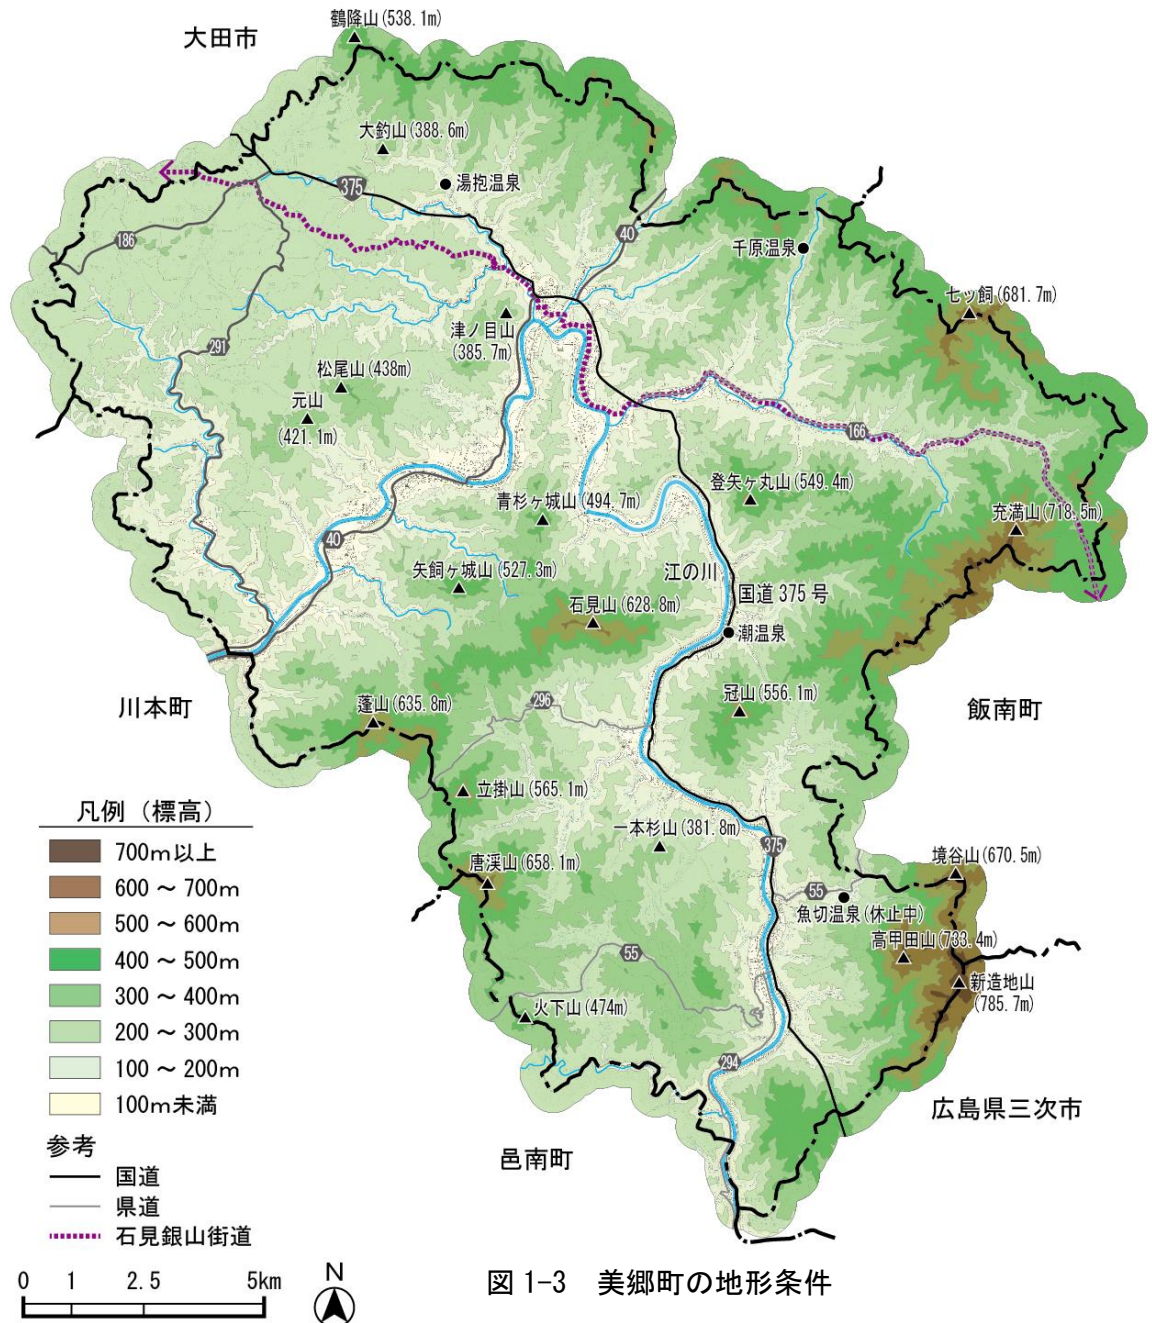 鶴降山(538.1m)
大田市
大釣山(388.6m)
湯抱温泉
375
186
40
千原温泉
七ッ飼(681.7m)
津ノ目山
(385.7m)
291
松尾山(438m)
元山
(421.1m)
166
登矢ヶ丸山(549.4m)
青杉ヶ城山(494.7m)
充満山(718.5m)
40
江の川
矢飼ヶ城山(527.3m)
国道375号
石見山(628.8m)
潮温泉
川本町
蓬山(635.8m)
296
冠山(556.1m)
飯南町
立掛山(565.1m)
凡例（標高）
700m以上
600～700m
500～600m
400～500m
300～400m
200～300m
100～200m
100m未満
一本杉山(381.8m)
375
唐渓山(658.1m)
境谷山(670.5m)
55
魚切温泉(休止中)
高甲田山(733.4m)
55
新造地山
(785.7m)
火下山(474m)
294
広島県三次市
邑南町
参考
国道
県道
石見銀山街道
0 1 2.5 5km
N
図1-3 美郷町の地形条件